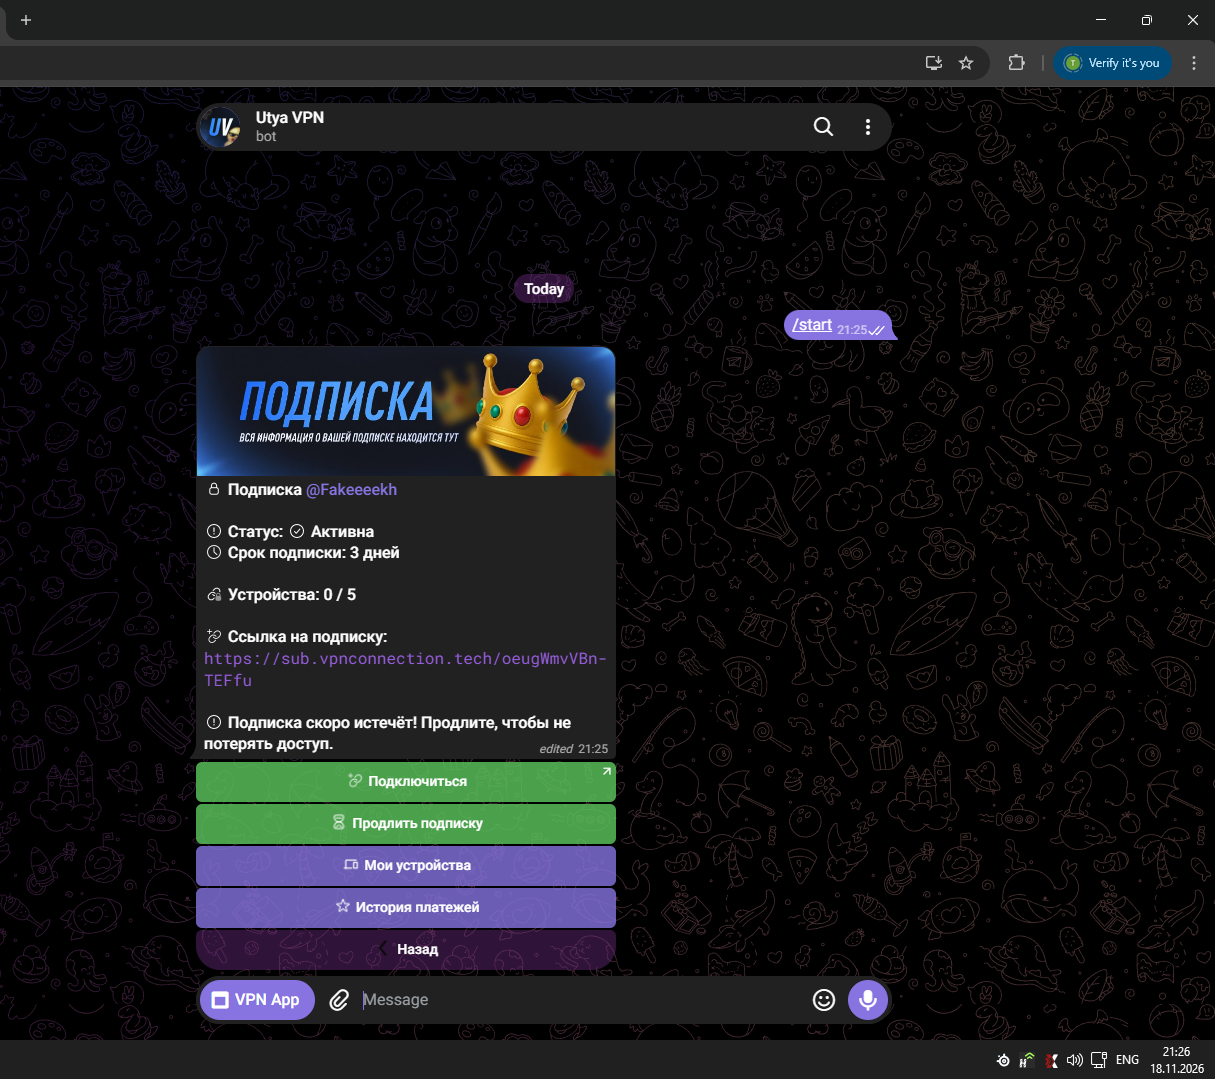 Verify it's you
Utya VPN
bot
Today
/start 21:25
ПОДПИСКА
ВСЯ ИНФОРМАЦИЯ О ВАШЕЙ ПОДПИСКЕ НАХОДИТСЯ ТУТ
Подписка @Fakeeeekh
Статус: Активна
Срок подписки: 3 дней
Устройства: 0 / 5
Ссылка на подписку:
https://sub.vpnconnection.tech/oeugWmvVBn-
TEFfu
Подписка скоро истечёт! Продлите, чтобы не
потерять доступ.
edited 21:25
Подключиться
Продлить подписку
Мои устройства
История платежей
Назад
VPN App
Message
ENG
21:26
18.11.2026